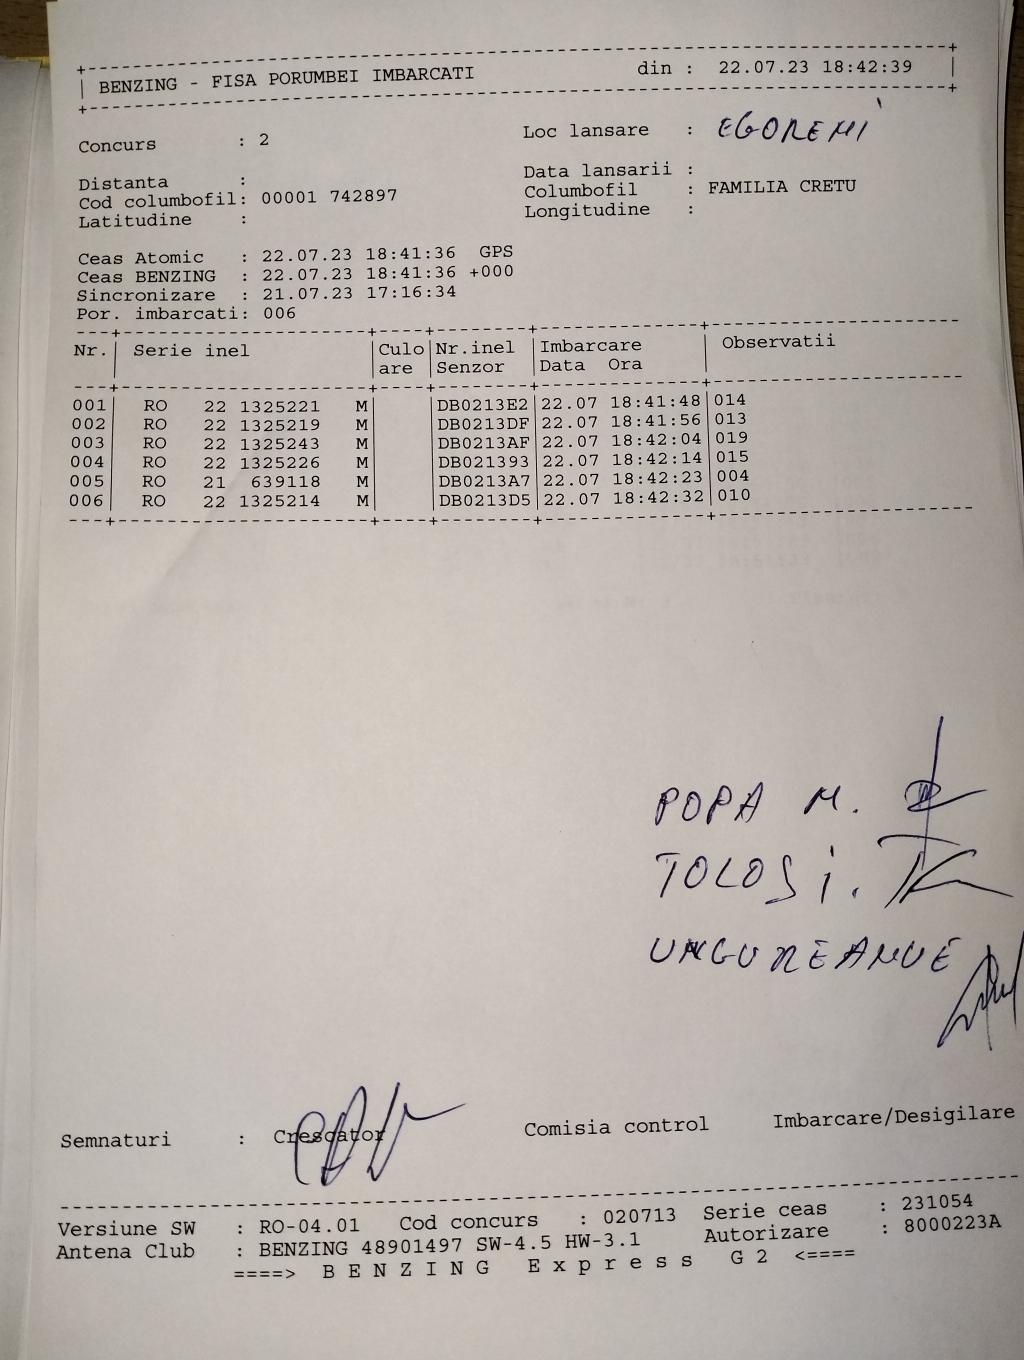 BENZING - FISA PORUMBEI IMBARCATI din : 22.07.23 18:42:39
Concurs : 2 Loc lansare : EGOREMI
Distanta : Data lansarii :
Cod columbofil: 00001 742897 Columbofil : FAMILIA CRETU
Latitudine : Longitudine :
Ceas Atomic : 22.07.23 18:41:36 GPS
Ceas BENZING : 22.07.23 18:41:36 +000
Sincronizare : 21.07.23 17:16:34
Por. imbarcati: 006
Nr. Serie inel Culo Nr.inel Imbarcare Observatii
are Senzor Data Ora
001 RO 22 1325221 M DB0213E2 22.07 18:41:48 014
002 RO 22 1325219 M DB0213DF 22.07 18:41:56 013
003 RO 22 1325243 M DB0213AF 22.07 18:42:04 019
004 RO 22 1325226 M DB021393 22.07 18:42:14 015
005 RO 21 639118 M DB0213A7 22.07 18:42:23 004
006 RO 22 1325214 M DB0213D5 22.07 18:42:32 010
POPA M.
TOLOS i.
UNGUREANUE
Semnaturi : Crescator Comisia control Imbarcare/Desigilare
Versiune SW : RO-04.01 Cod concurs : 020713 Serie ceas : 231054
Antena Club : BENZING 48901497 SW-4.5 HW-3.1 Autorizare : 8000223A
====> B E N Z I N G E x p r e s s G 2 <====